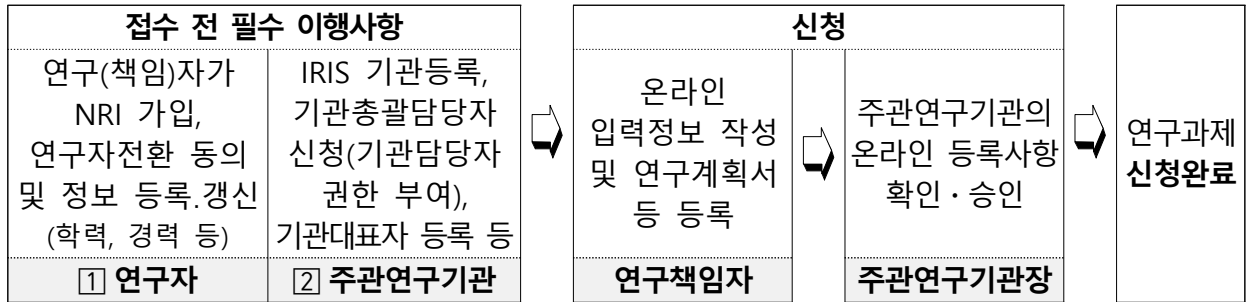 접수 전 필수 이행사항
연구(책임)자가
NRI 가입,
연구자전환 동의
및 정보 등록.갱신
(학력, 경력 등)
1 연구자
IRIS 기관등록,
기관총괄담당자
신청(기관담당자
권한 부여),
기관대표자 등록 등
2 주관연구기관
신청
온라인
입력정보 작성
및 연구계획서
등 등록
연구책임자
주관연구기관의
온라인 등록사항
확인・승인
주관연구기관장
연구과제
신청완료